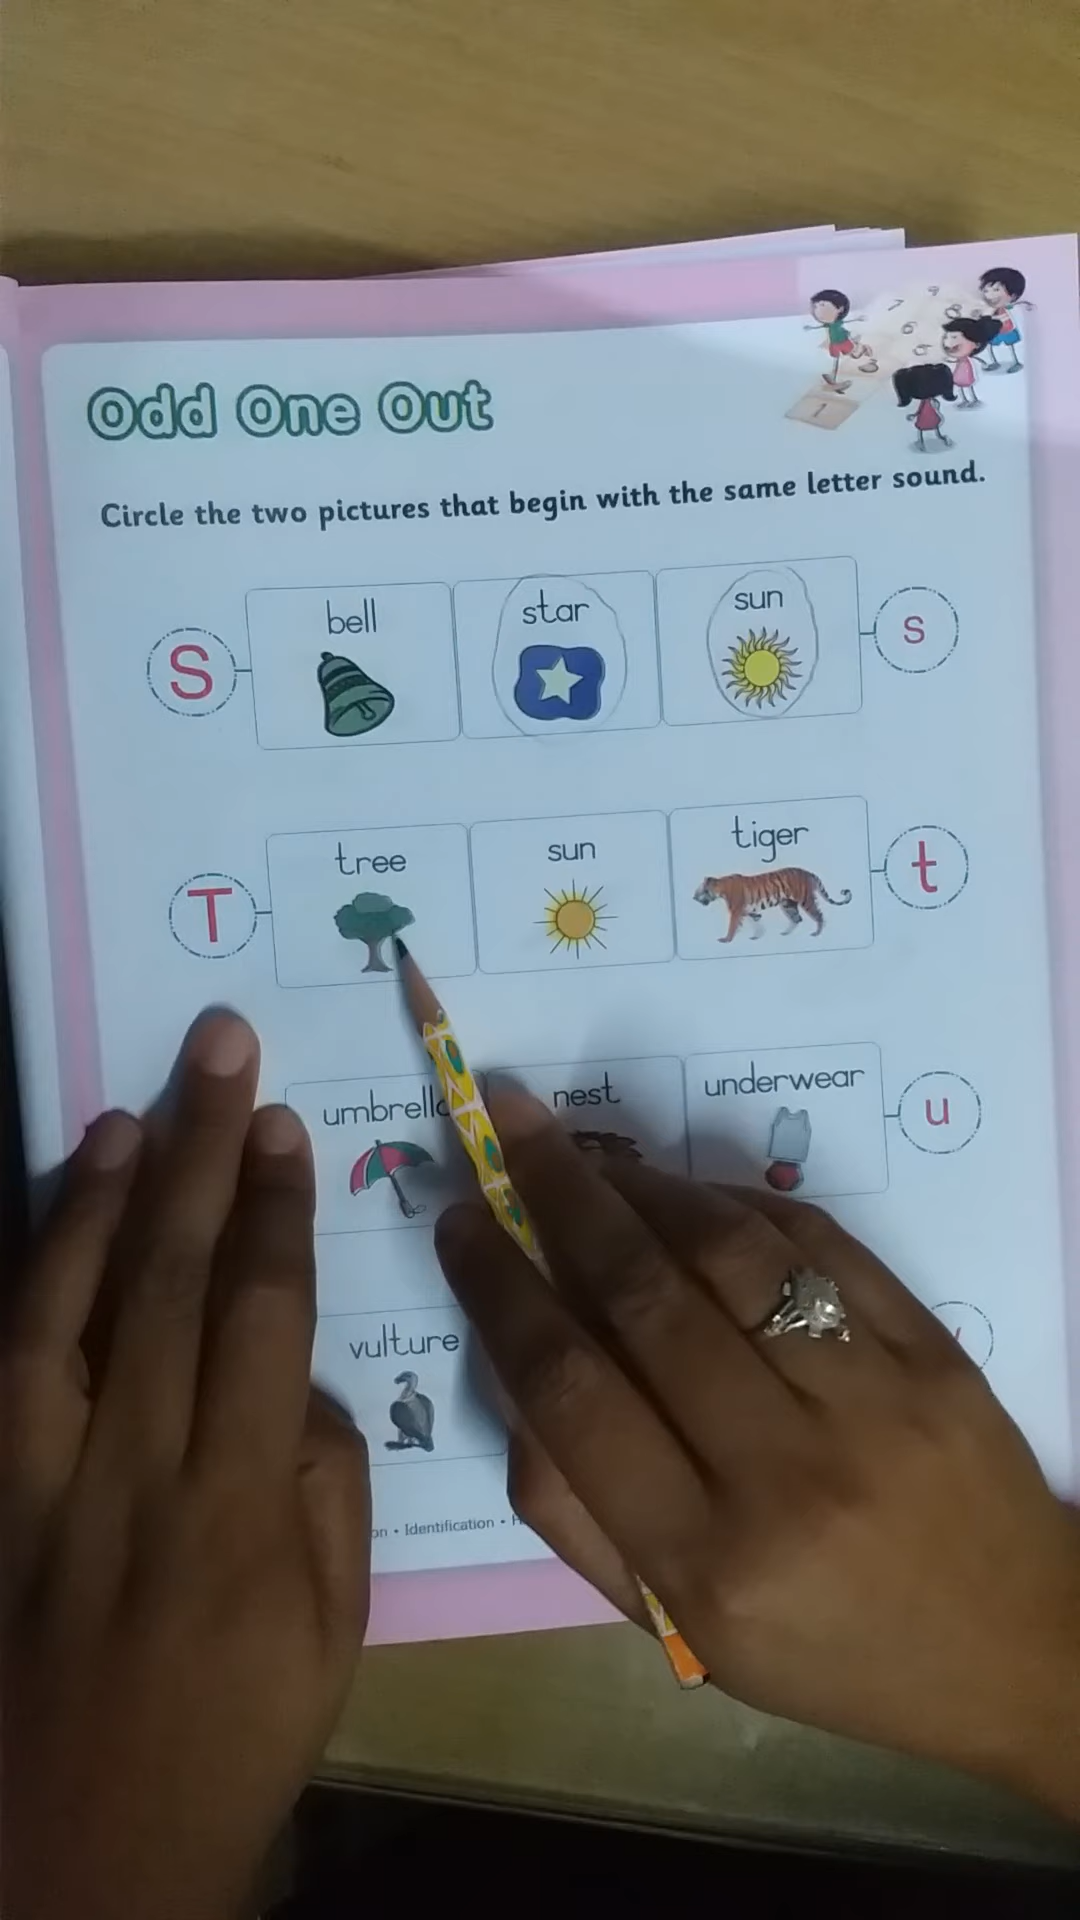 Odd One Out
Circle the two pictures that begin with the same letter sound.
S bell star sun s
T tree sun tiger t
umbrella nest underwear u
vulture
on • Identification •